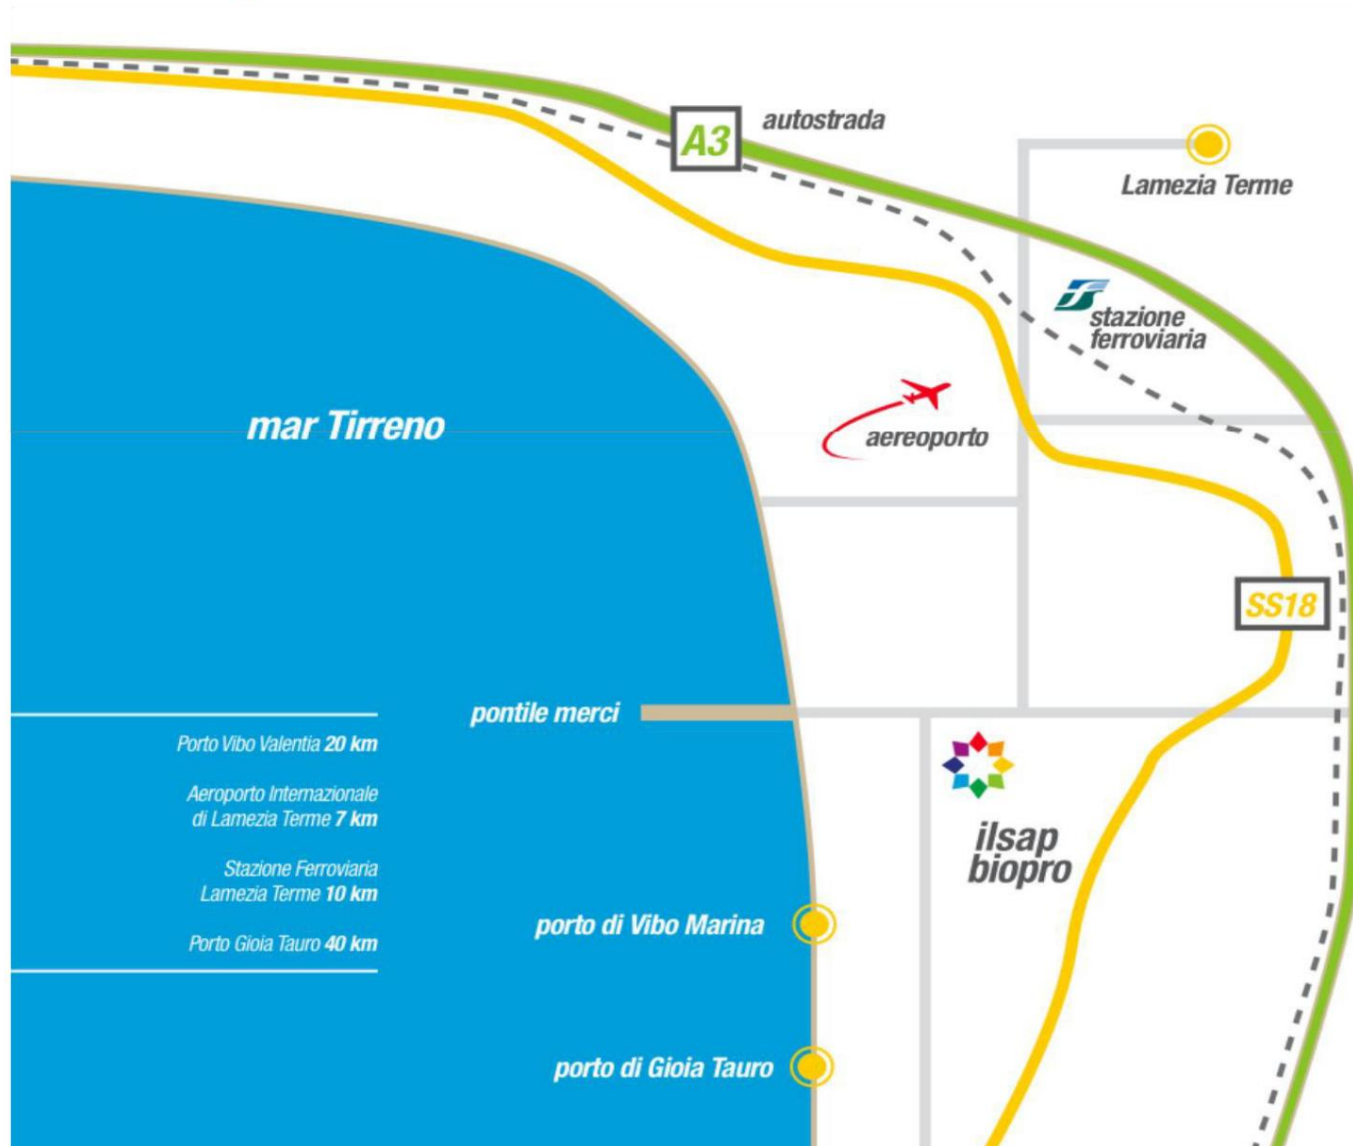 A3
autostrada
Lamezia Terme
stazione
ferroviaria
mar Tirreno
aereoporto
SS18
pontile merci
Porto Vibo Valentia 20 km
Aeroporto Internazionale
di Lamezia Terme 7 km
Stazione Ferroviaria
Lamezia Terme 10 km
Porto Gioia Tauro 40 km
ilsap
biopro
porto di Vibo Marina
porto di Gioia Tauro